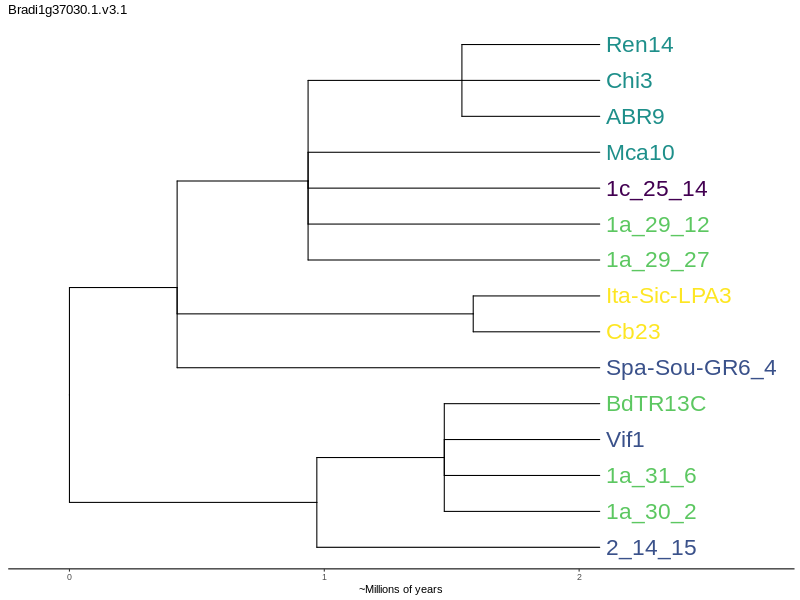 Bradi1g37030.1.v3.1
Ren14
Chi3
ABR9
Mca10
1c_25_14
1a_29_12
1a_29_27
Ita-Sic-LPA3
Cb23
Spa-Sou-GR6_4
BdTR13C
Vif1
1a_31_6
1a_30_2
2_14_15
0 1 2
~Millions of years